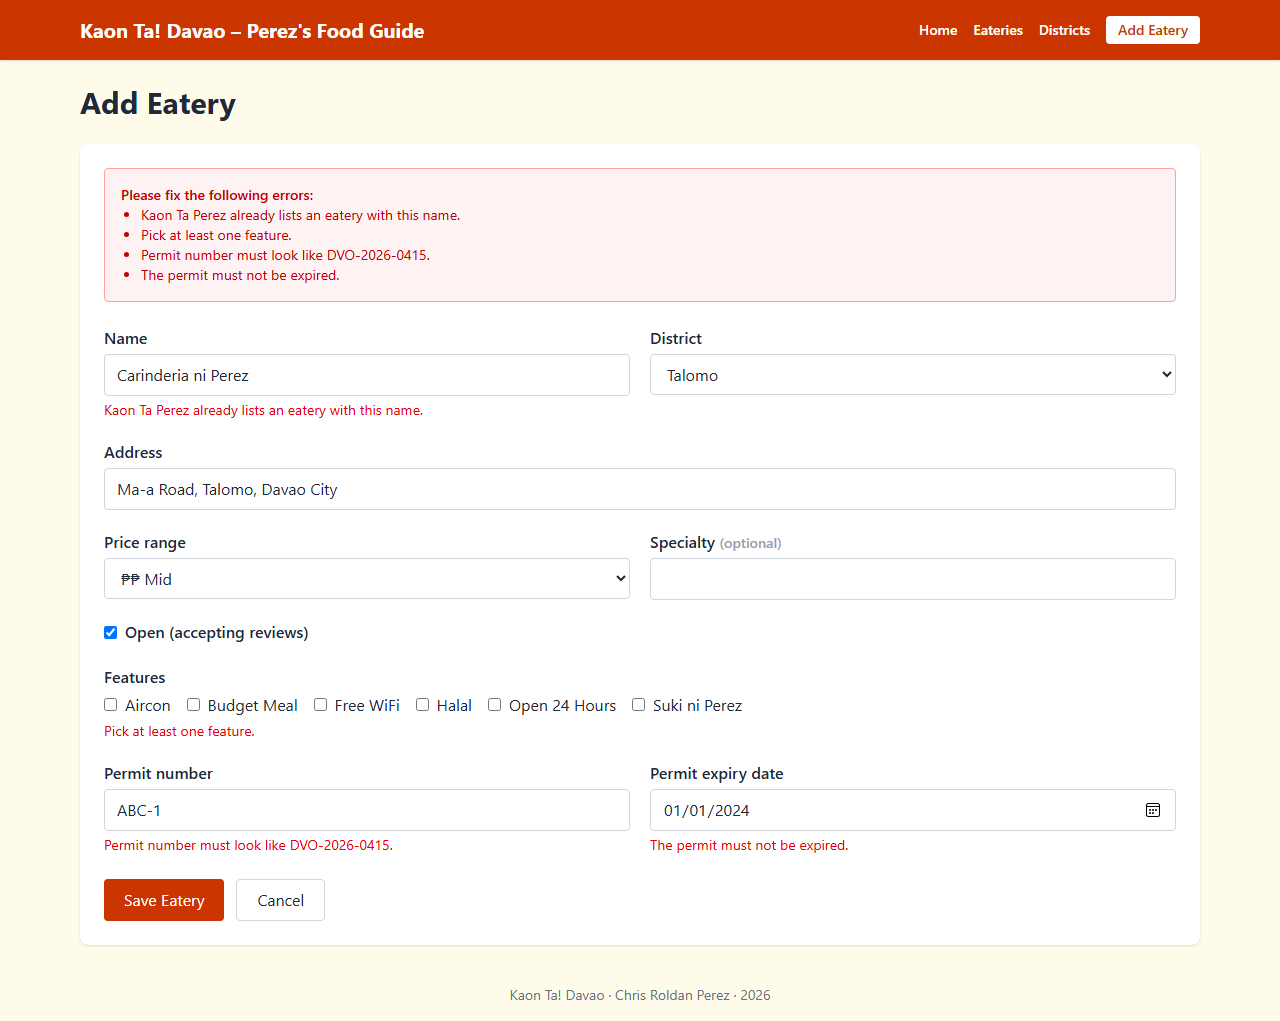 Kaon Ta! Davao – Perez's Food Guide
Home Eateries Districts Add Eatery
Add Eatery
Please fix the following errors:
• Kaon Ta Perez already lists an eatery with this name.
• Pick at least one feature.
• Permit number must look like DVO-2026-0415.
• The permit must not be expired.
Name District
Carinderia ni Perez Talomo
Kaon Ta Perez already lists an eatery with this name.
Address
Ma-a Road, Talomo, Davao City
Price range Specialty (optional)
₱₱ Mid
Open (accepting reviews)
Features
Aircon Budget Meal Free WiFi Halal Open 24 Hours Suki ni Perez
Pick at least one feature.
Permit number Permit expiry date
ABC-1 01/01/2024
Permit number must look like DVO-2026-0415. The permit must not be expired.
Save Eatery Cancel
Kaon Ta! Davao · Chris Roldan Perez · 2026